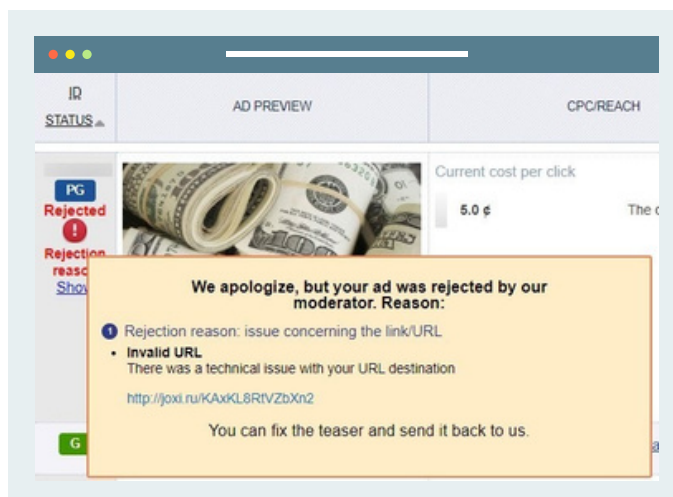 ID
STATUS
AD PREVIEW
CPC/REACH
PG
Rejected
Rejection
Show
Current cost per click
5.0 ¢
The
We apologize, but your ad was rejected by our
moderator. Reason:
1 Rejection reason: issue concerning the link/URL
• Invalid URL
There was a technical issue with your URL destination
http://joxi.ru/KAxKL8RtVZbXn2
You can fix the teaser and send it back to us.
G